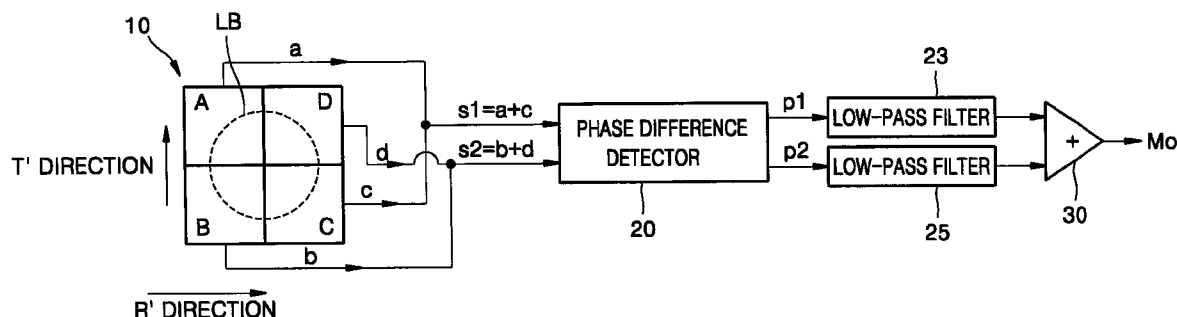 10
LB
a
A
D
T' DIRECTION
d
c
B
C
b
R' DIRECTION
s1=a+c
s2=b+d
PHASE DIFFERENCE
DETECTOR
20
p1
p2
23
LOW-PASS FILTER
LOW-PASS FILTER
25
+
30
Mo